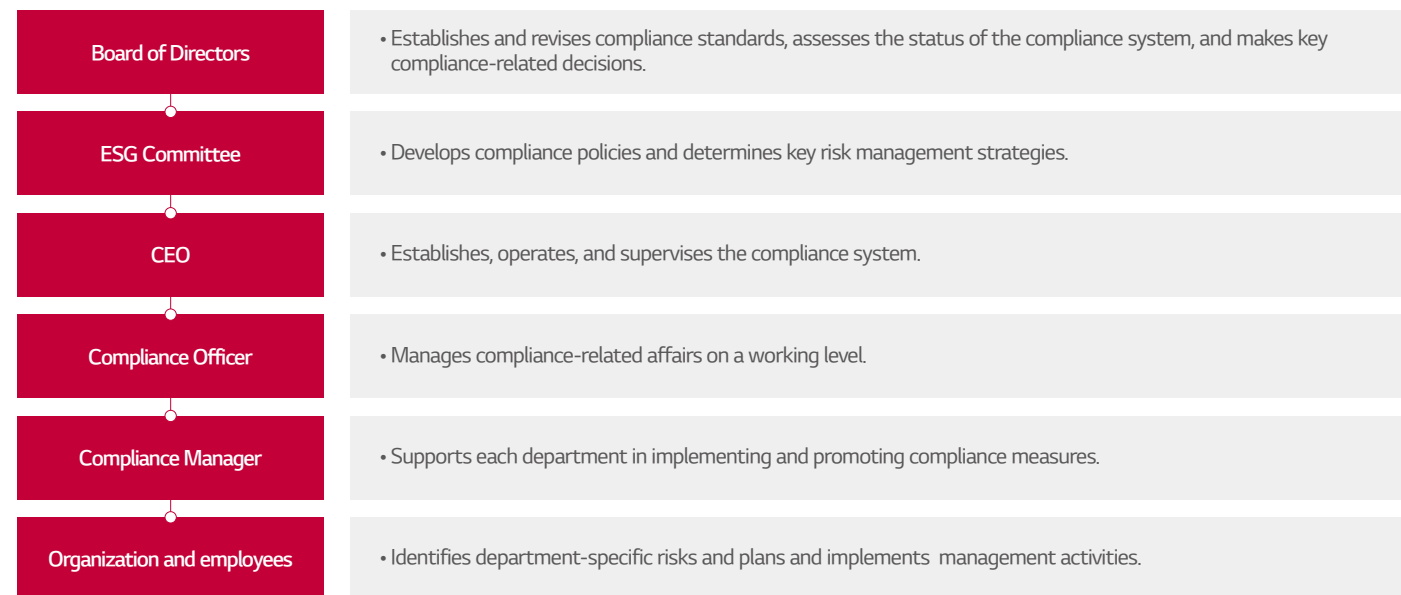 Board of Directors
• Establishes and revises compliance standards, assesses the status of the compliance system, and makes key
compliance-related decisions.
ESG Committee
• Develops compliance policies and determines key risk management strategies.
CEO
• Establishes, operates, and supervises the compliance system.
Compliance Officer
• Manages compliance-related affairs on a working level.
Compliance Manager
• Supports each department in implementing and promoting compliance measures.
Organization and employees
• Identifies department-specific risks and plans and implements management activities.